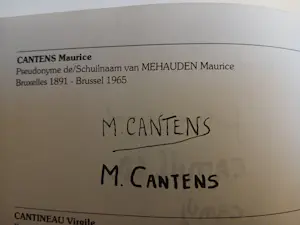 CANTENS Maurice
Pseudonyme de/Schuilnaam van MEHAUDEN Maurice
Bruxelles 1891 - Brussel 1965
M. CANTENS
M. CANTENS
CANTINEAU Virgile